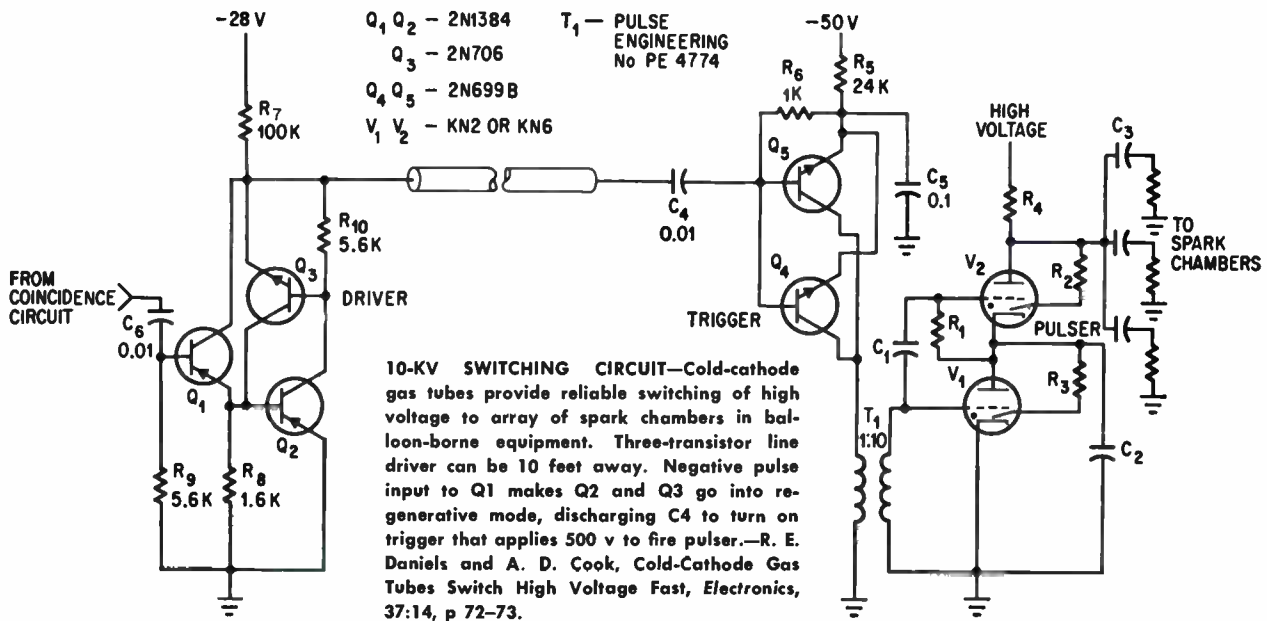 -28 V
Q1 Q2 - 2N1384
Q3 - 2N706
Q4 Q5 - 2N699B
V1 V2 - KN2 OR KN6
T1 — PULSE
ENGINEERING
No PE 4774
-50 V
R7
100K
R6
1K
R5
24 K
HIGH
VOLTAGE
C3
Q5
C5
0.1
R4
C4
0.01
R10
5.6K
TO
SPARK
CHAMBERS
Q3
DRIVER
Q4
V2
R2
FROM
COINCIDENCE
CIRCUIT
C6
0.01
TRIGGER
R1
PULSER
C1
V1
R3
Q1
Q2
T1
1:10
C2
R9
5.6K
R8
1.6K
10-KV SWITCHING CIRCUIT—Cold-cathode
gas tubes provide reliable switching of high
voltage to array of spark chambers in bal-
loon-borne equipment. Three-transistor line
driver can be 10 feet away. Negative pulse
input to Q1 makes Q2 and Q3 go into re-
generative mode, discharging C4 to turn on
trigger that applies 500 v to fire pulser.—R. E.
Daniels and A. D. Cook, Cold-Cathode Gas
Tubes Switch High Voltage Fast, Electronics,
37:14, p 72–73.